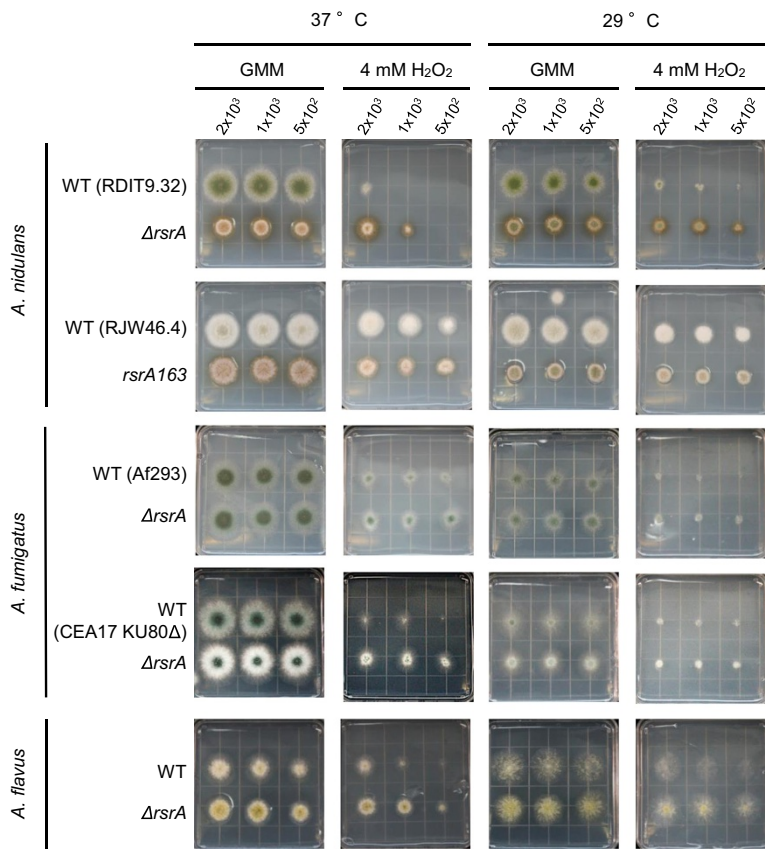 37 ° C 29 ° C
GMM 4 mM H₂O₂ GMM 4 mM H₂O₂
2x10³ 1x10³ 5x10² 2x10³ 1x10³ 5x10² 2x10³ 1x10³ 5x10² 2x10³ 1x10³ 5x10²
A. nidulans
WT (RDIT9.32)
ΔrsrA
WT (RJW46.4)
rsrA163
A. fumigatus
WT (Af293)
ΔrsrA
WT
(CEA17 KU80Δ)
ΔrsrA
A. flavus
WT
ΔrsrA